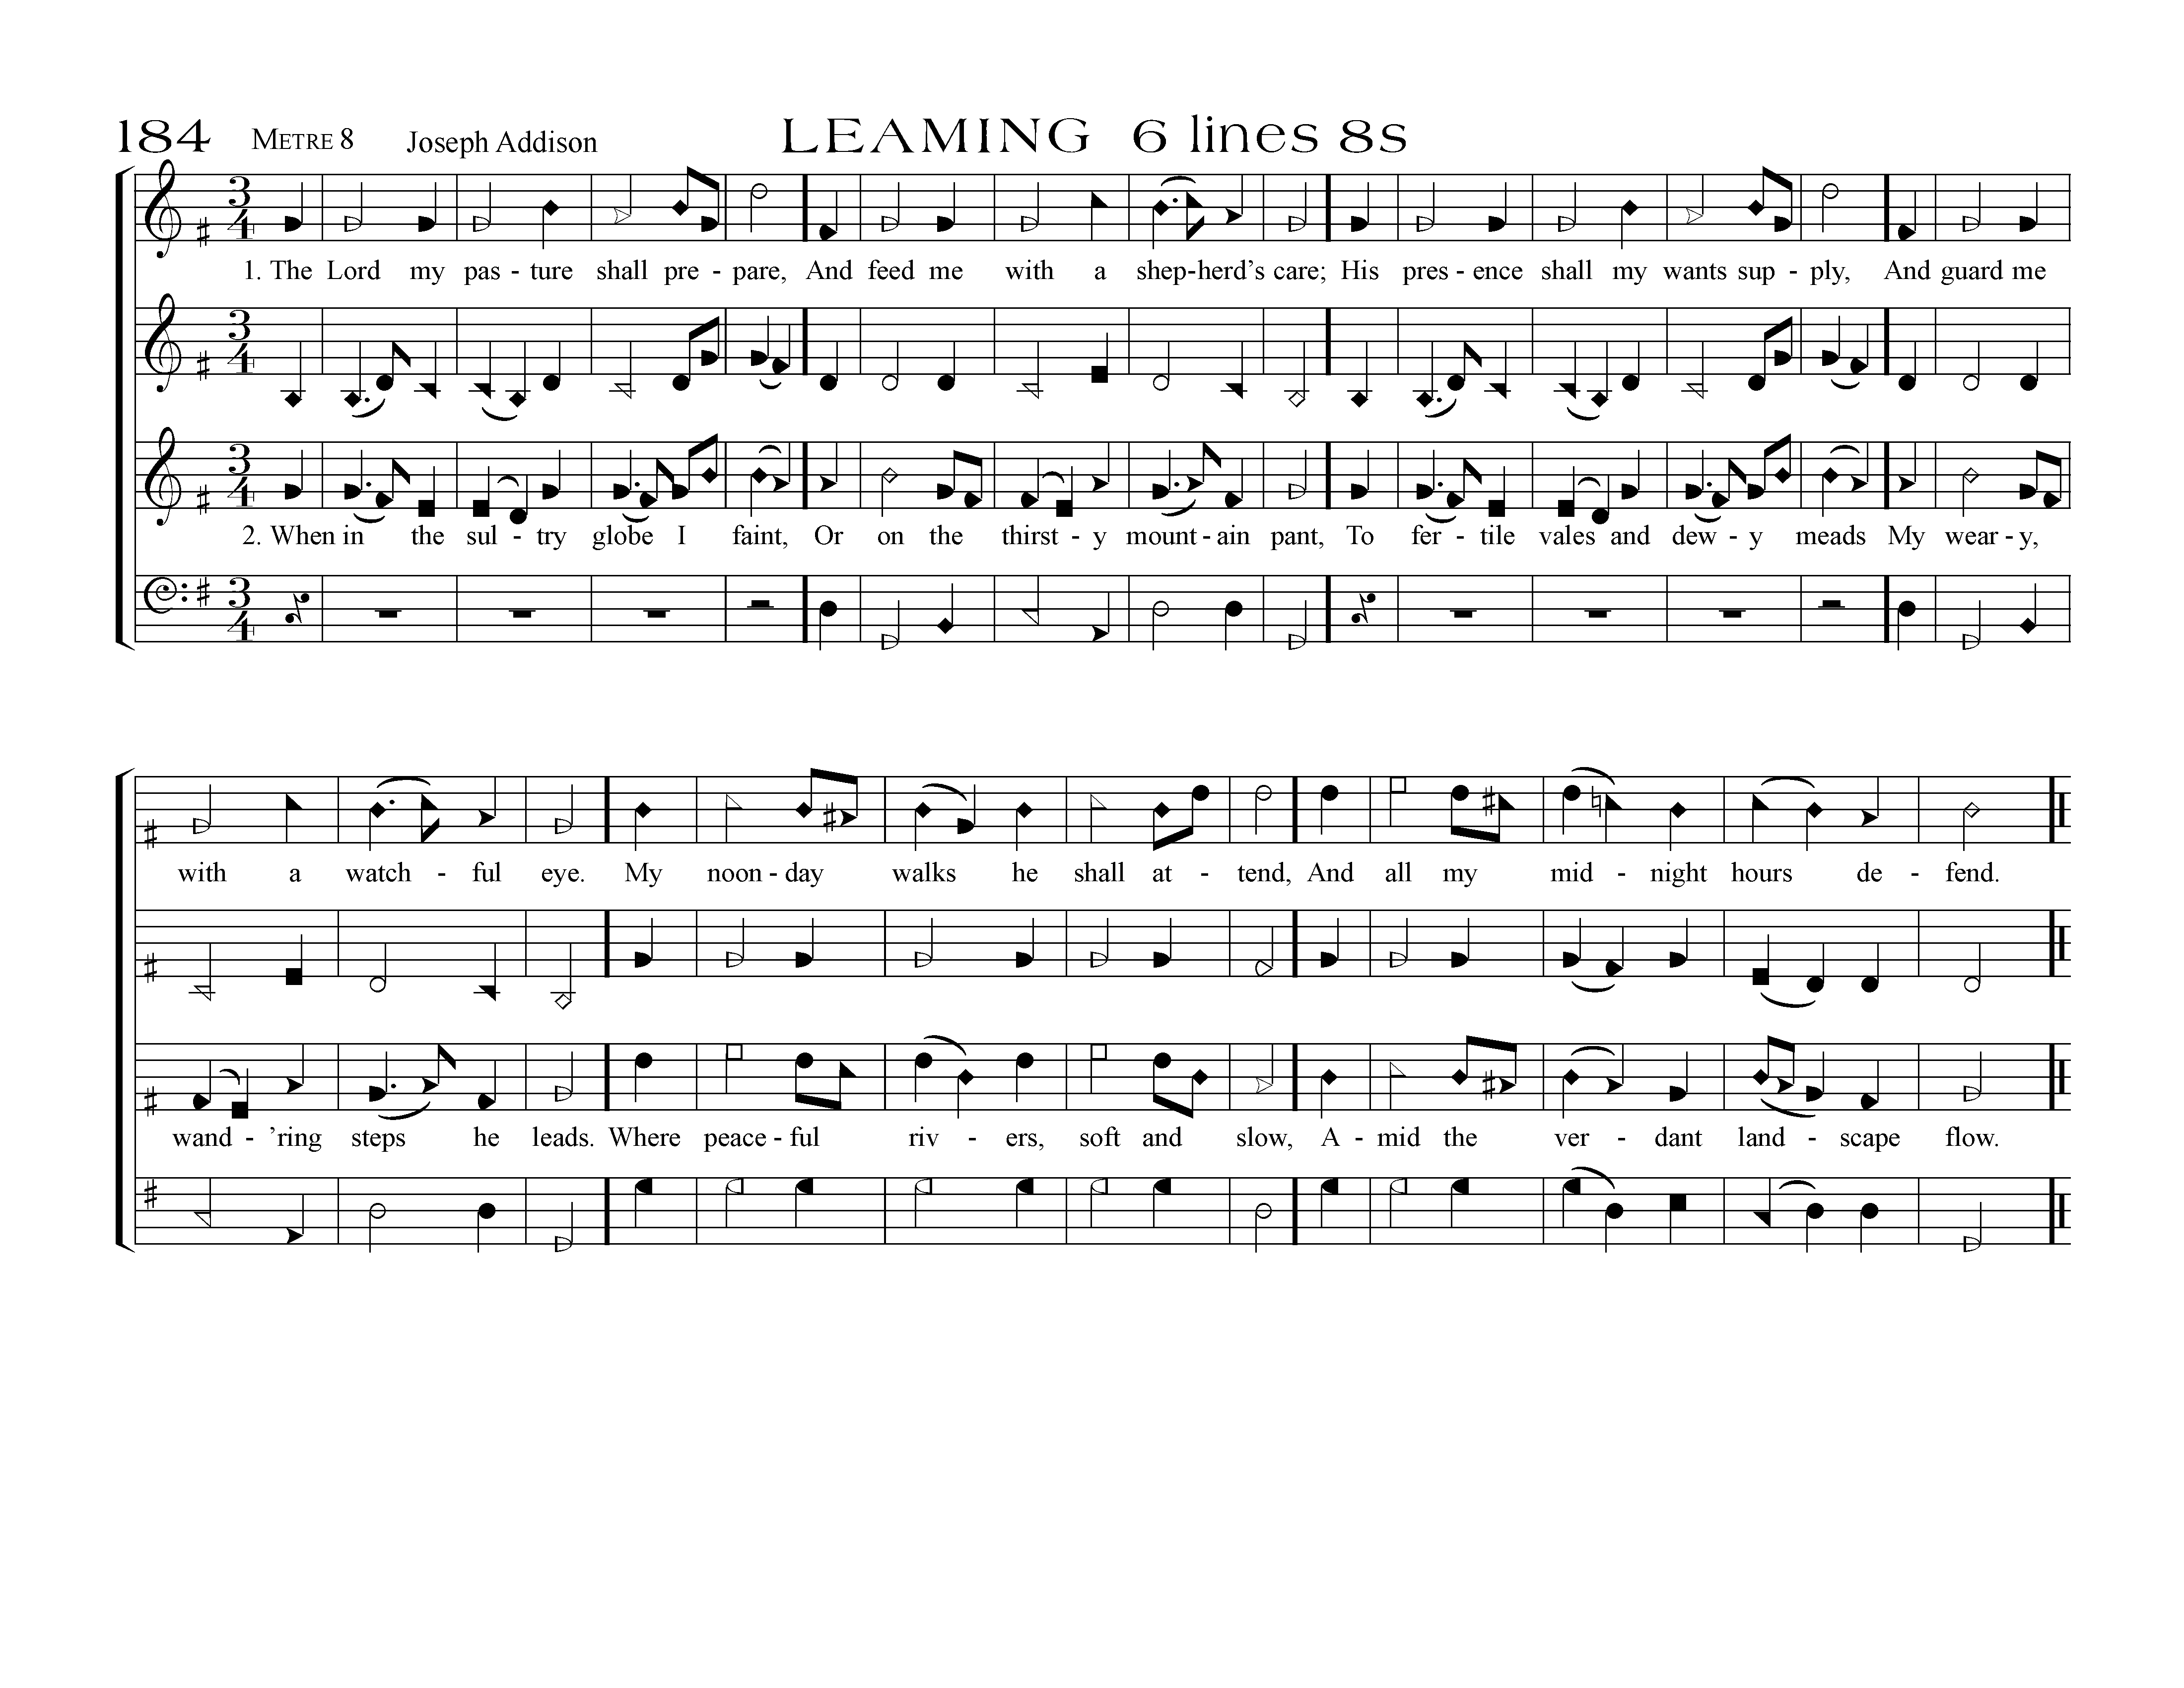 184 METRE 8 Joseph Addison LEAMING 6 lines 8s
1. The Lord my pas - ture shall pre - pare, And feed me with a shep-herd’s care; His pres - ence shall my wants sup - ply, And guard me
2. When in the sul - try globe I faint, Or on the thirst - y mount - ain pant, To fer - tile vales and dew - y meads My wear - y,
with a watch - ful eye. My noon - day walks he shall at - tend, And all my mid - night hours de - fend.
wand - ’ring steps he leads. Where peace - ful riv - ers, soft and slow, A - mid the ver - dant land - scape flow.